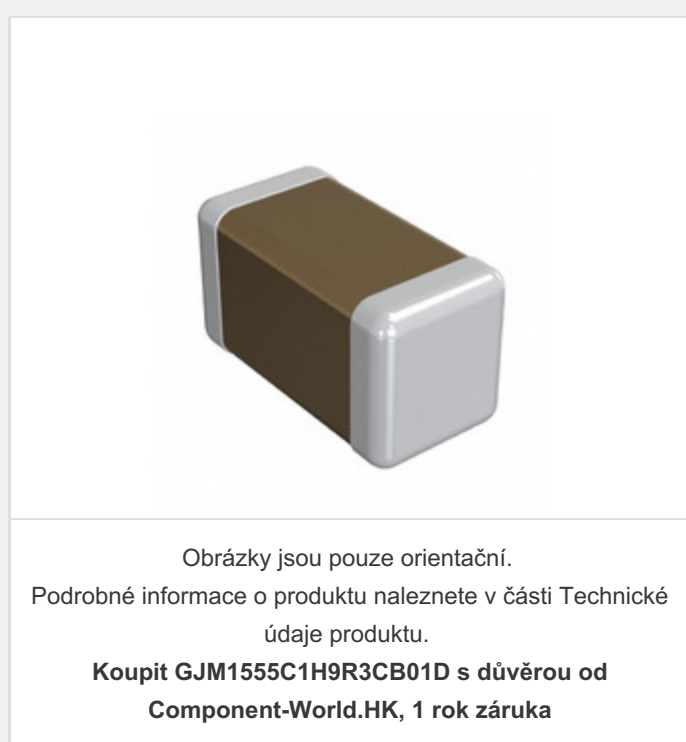 Obrázky jsou pouze orientační.
Podrobné informace o produktu naleznete v části Technické
údaje produktu.
Koupit GJM1555C1H9R3CB01D s důvěrou od
Component-World.HK, 1 rok záruka